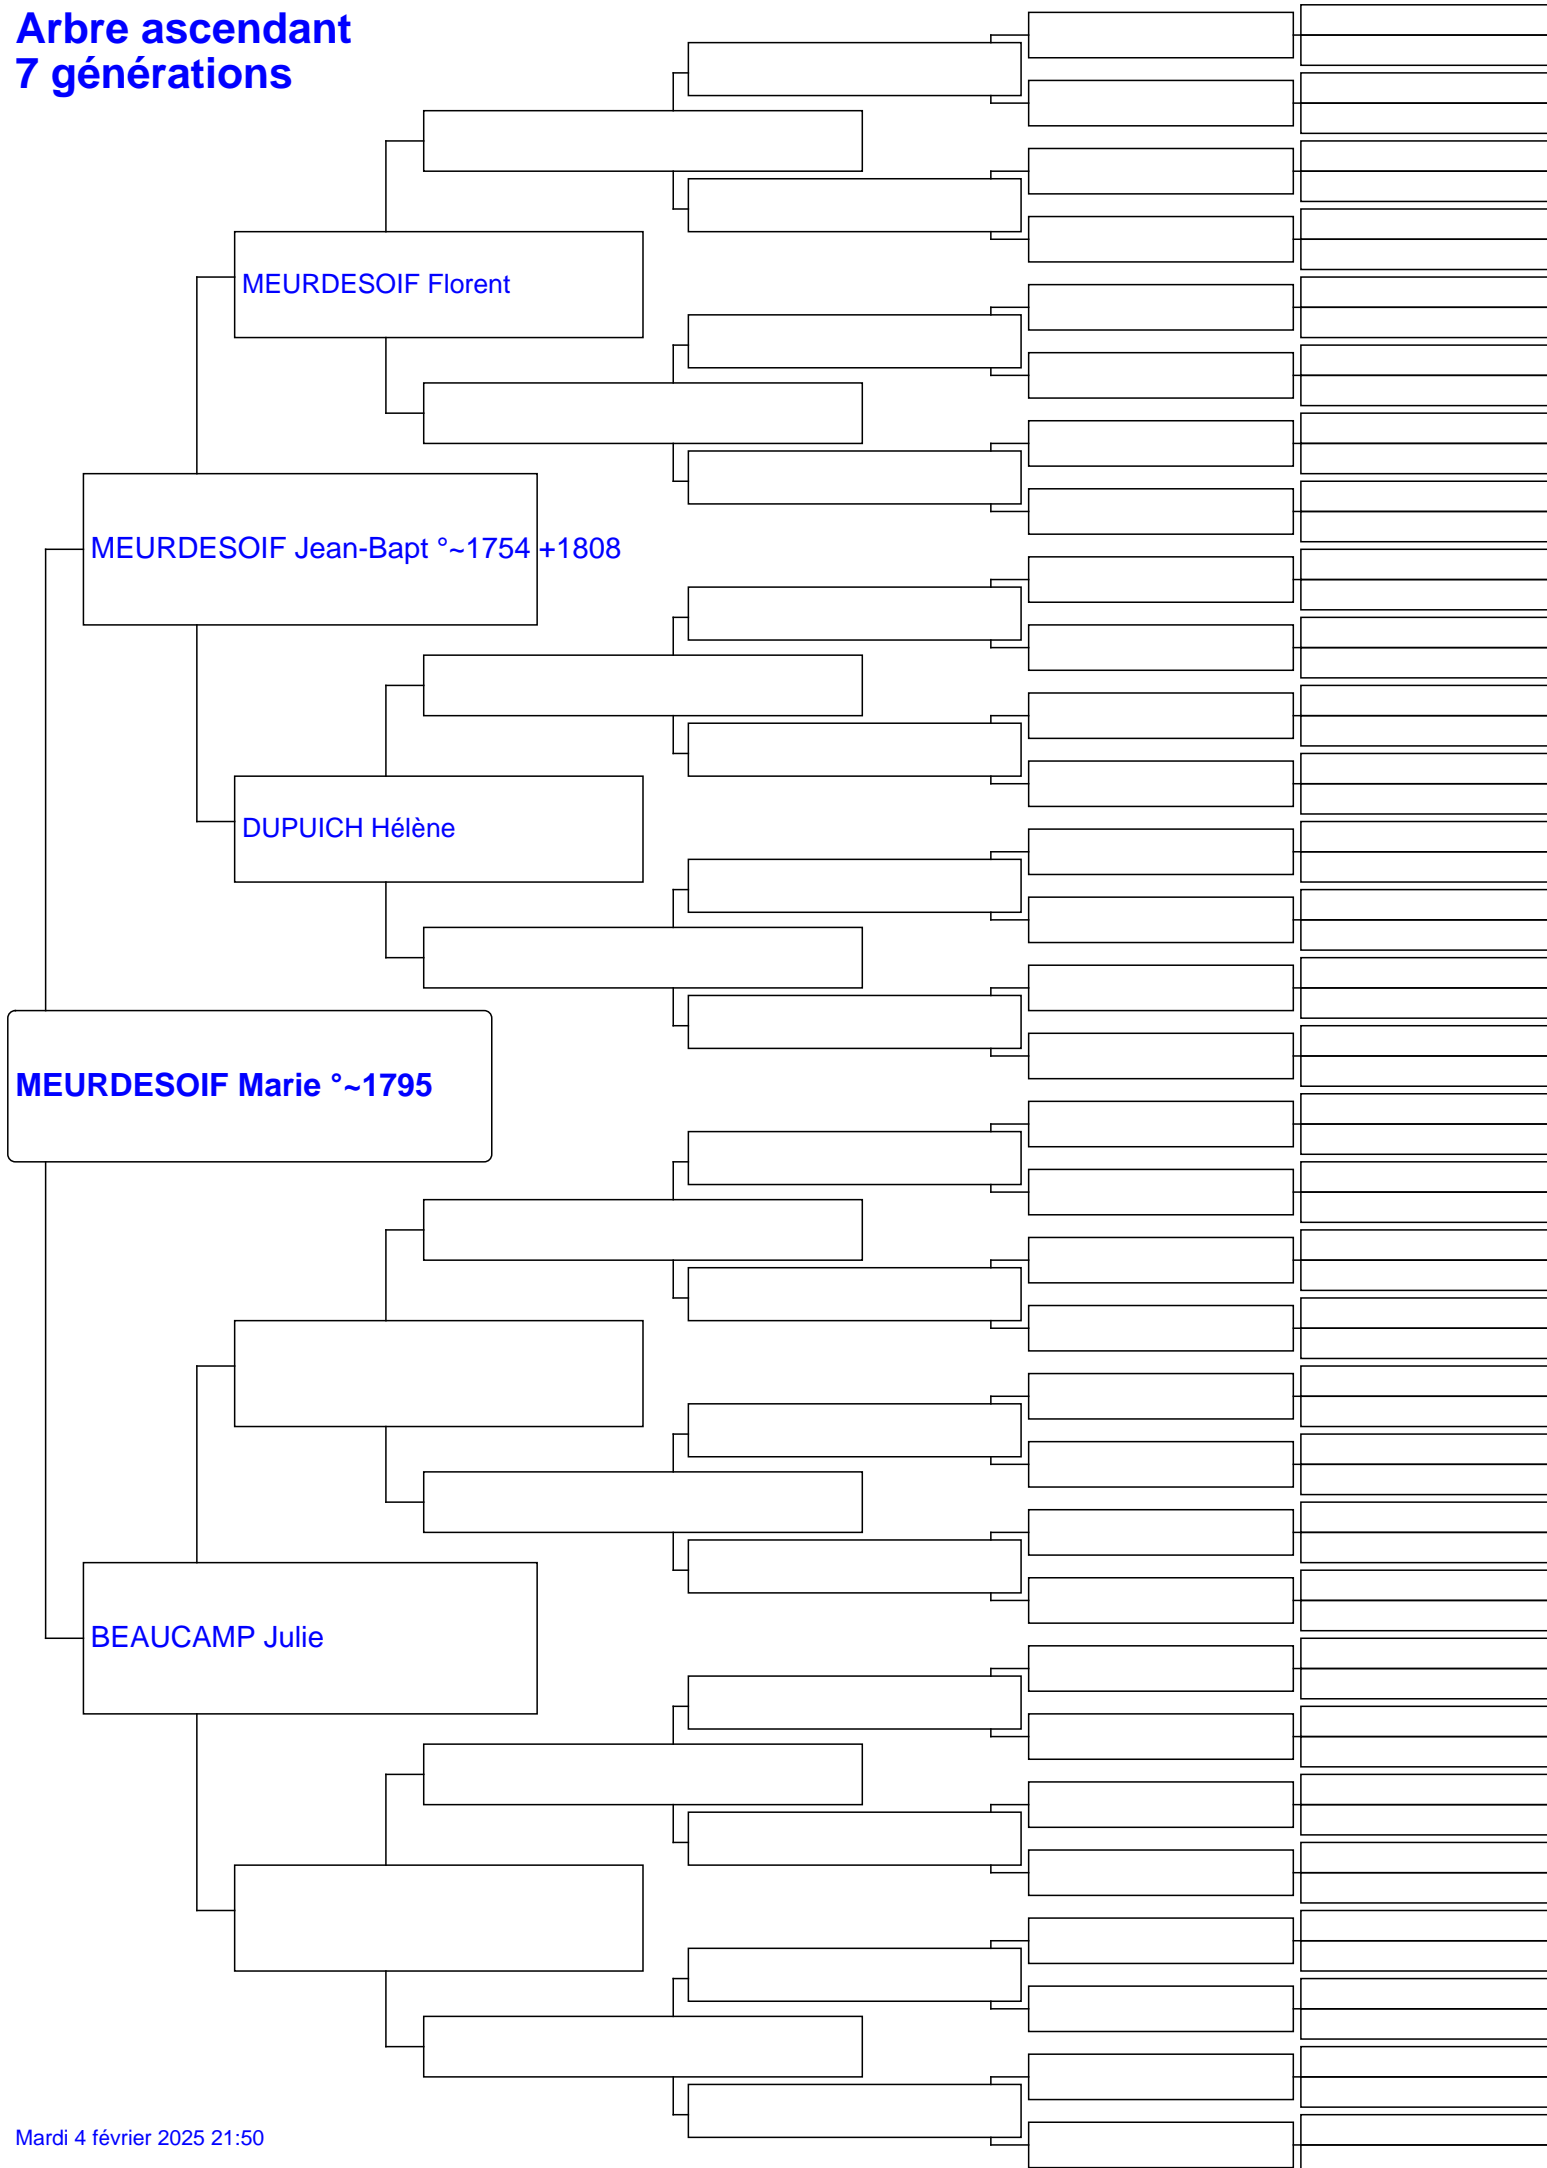 Arbre ascendant
7 générations
MEURDESOIF Florent
MEURDESOIF Jean-Bapt °~1754 +1808
DUPUICH Hélène
MEURDESOIF Marie °~1795
BEAUCAMP Julie
Mardi 4 février 2025 21:50